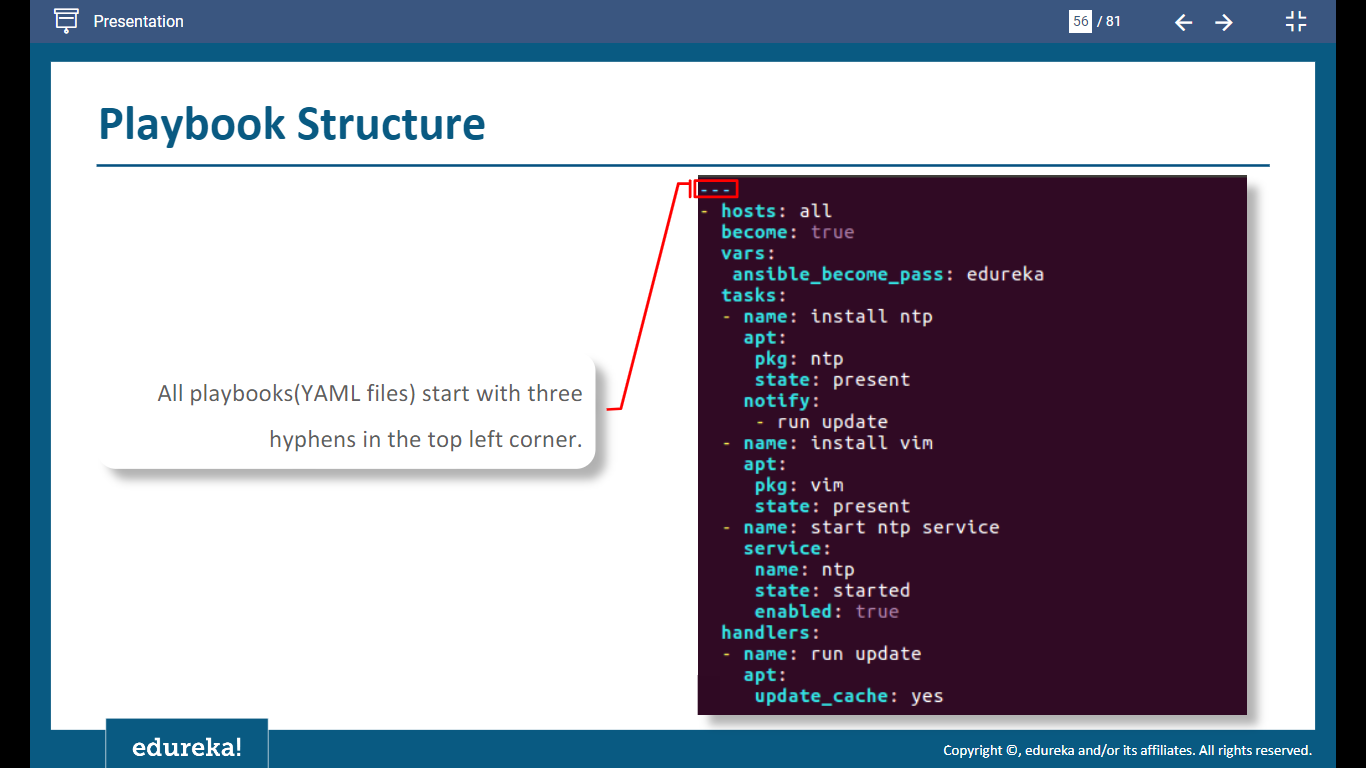 Presentation
56 / 81
Playbook Structure
All playbooks(YAML files) start with three
hyphens in the top left corner.
---
- hosts: all
  become: true
  vars:
   ansible_become_pass: edureka
  tasks:
  - name: install ntp
    apt:
     pkg: ntp
     state: present
    notify:
     - run update
  - name: install vim
    apt:
     pkg: vim
     state: present
  - name: start ntp service
    service:
     name: ntp
     state: started
     enabled: true
  handlers:
  - name: run update
    apt:
     update_cache: yes
edureka!
Copyright ©, edureka and/or its affiliates. All rights reserved.